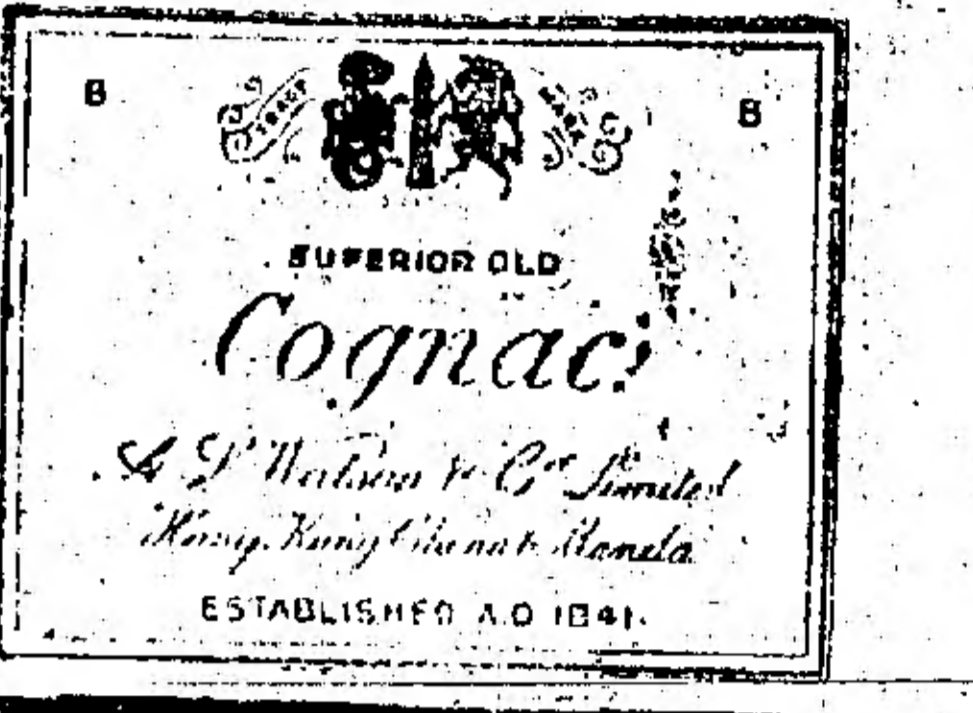 B B
SUPERIOR OLD
Cognac
A. S. Watson & Co. Limited
Hong Kong China & Manila
ESTABLISHED A.D. 1841.